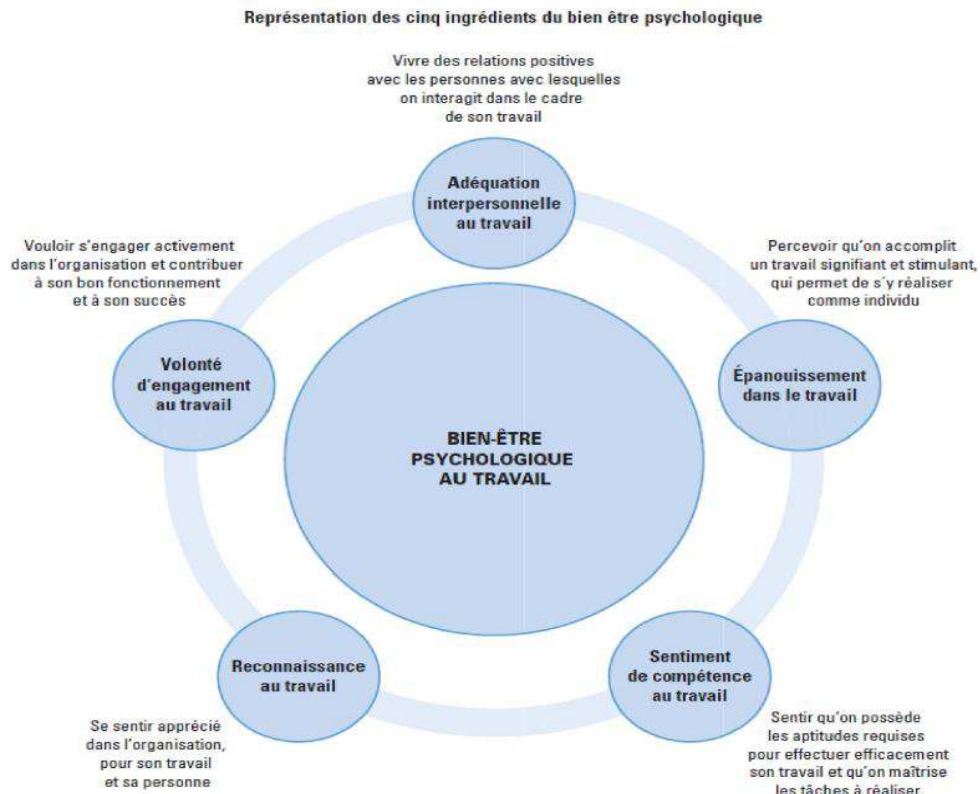 Représentation des cinq ingrédients du bien être psychologique
Vivre des relations positives
avec les personnes avec lesquelles
on interagit dans le cadre
de son travail
Adéquation
interpersonnelle
au travail
Vouloir s'engager activement
dans l'organisation et contribuer
à son bon fonctionnement
et à son succès
Percevoir qu'on accomplit
un travail signifiant et stimulant,
qui permet de s'y réaliser
comme individu
Volonté
d'engagement
au travail
Épanouissement
dans le travail
BIEN-ÊTRE
PSYCHOLOGIQUE
AU TRAVAIL
Reconnaissance
au travail
Sentiment
de compétence
au travail
Se sentir apprécié
dans l'organisation,
pour son travail
et sa personne
Sentir qu'on possède
les aptitudes requises
pour effectuer efficacement
son travail et qu'on maîtrise
les tâches à réaliser